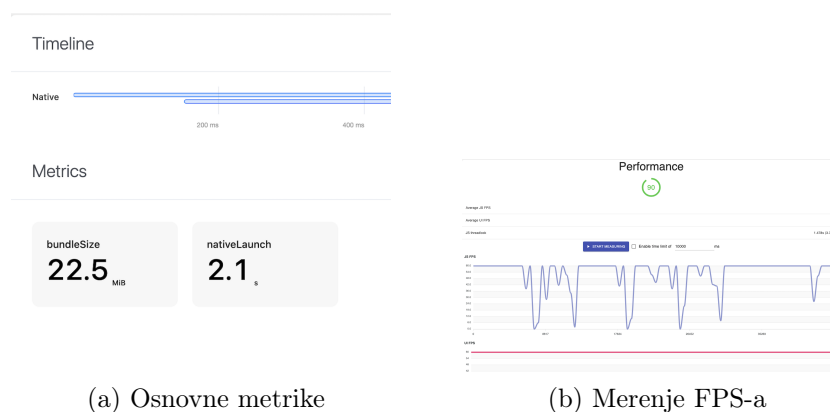 Timeline
Native
200 ms
400 ms
Metrics
bundleSize
22.5 MiB
nativeLaunch
2.1 s
(a) Osnovne metrike
Performance
90
Average JS FPS
Average UI FPS
JS threadlock
START MEASURING Enable time limit of 10000 ms
JS FPS
UI FPS
(b) Merenje FPS-a